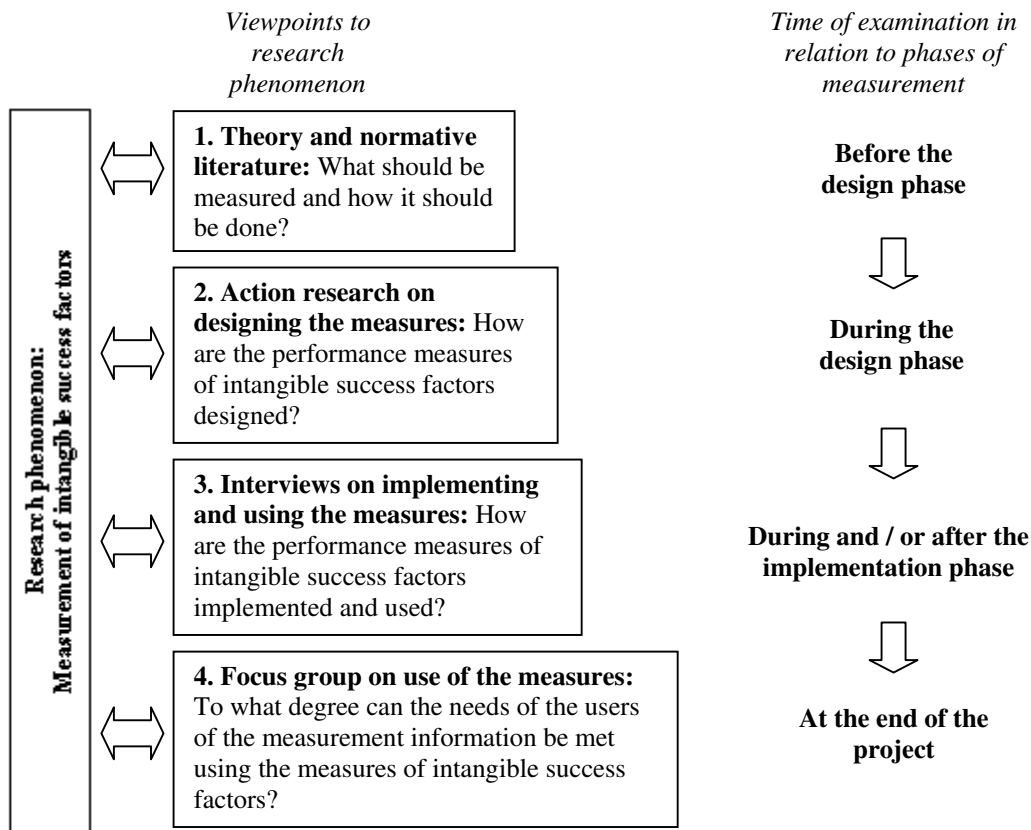 Viewpoints to
research
phenomenon
Time of examination in
relation to phases of
measurement
Research phenomenon:
Measurement of intangible success factors
1. Theory and normative
literature: What should be
measured and how it should
be done?
Before the
design phase
2. Action research on
designing the measures: How
are the performance measures
of intangible success factors
designed?
During the
design phase
3. Interviews on implementing
and using the measures: How
are the performance measures of
intangible success factors
implemented and used?
During and / or after the
implementation phase
4. Focus group on use of the measures:
To what degree can the needs of the users
of the measurement information be met
using the measures of intangible success
factors?
At the end of the
project